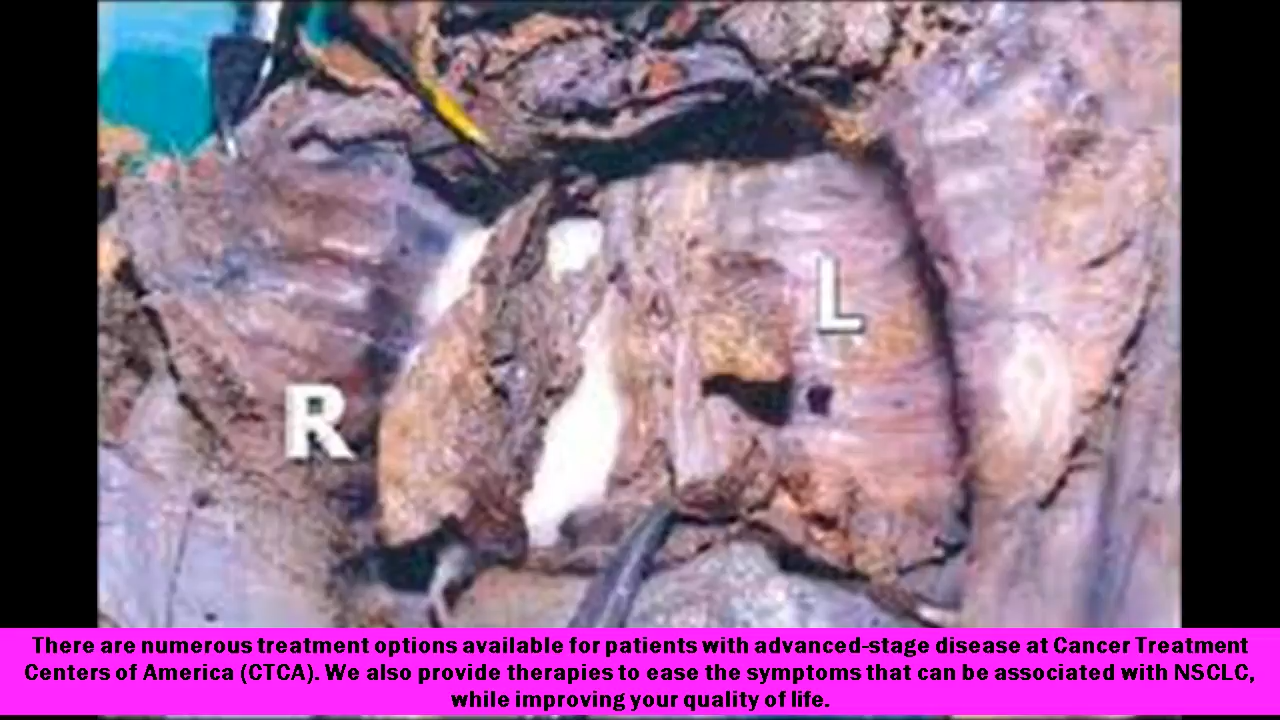 L
R
There are numerous treatment options available for patients with advanced-stage disease at Cancer Treatment
Centers of America (CTCA). We also provide therapies to ease the symptoms that can be associated with NSCLC,
while improving your quality of life.